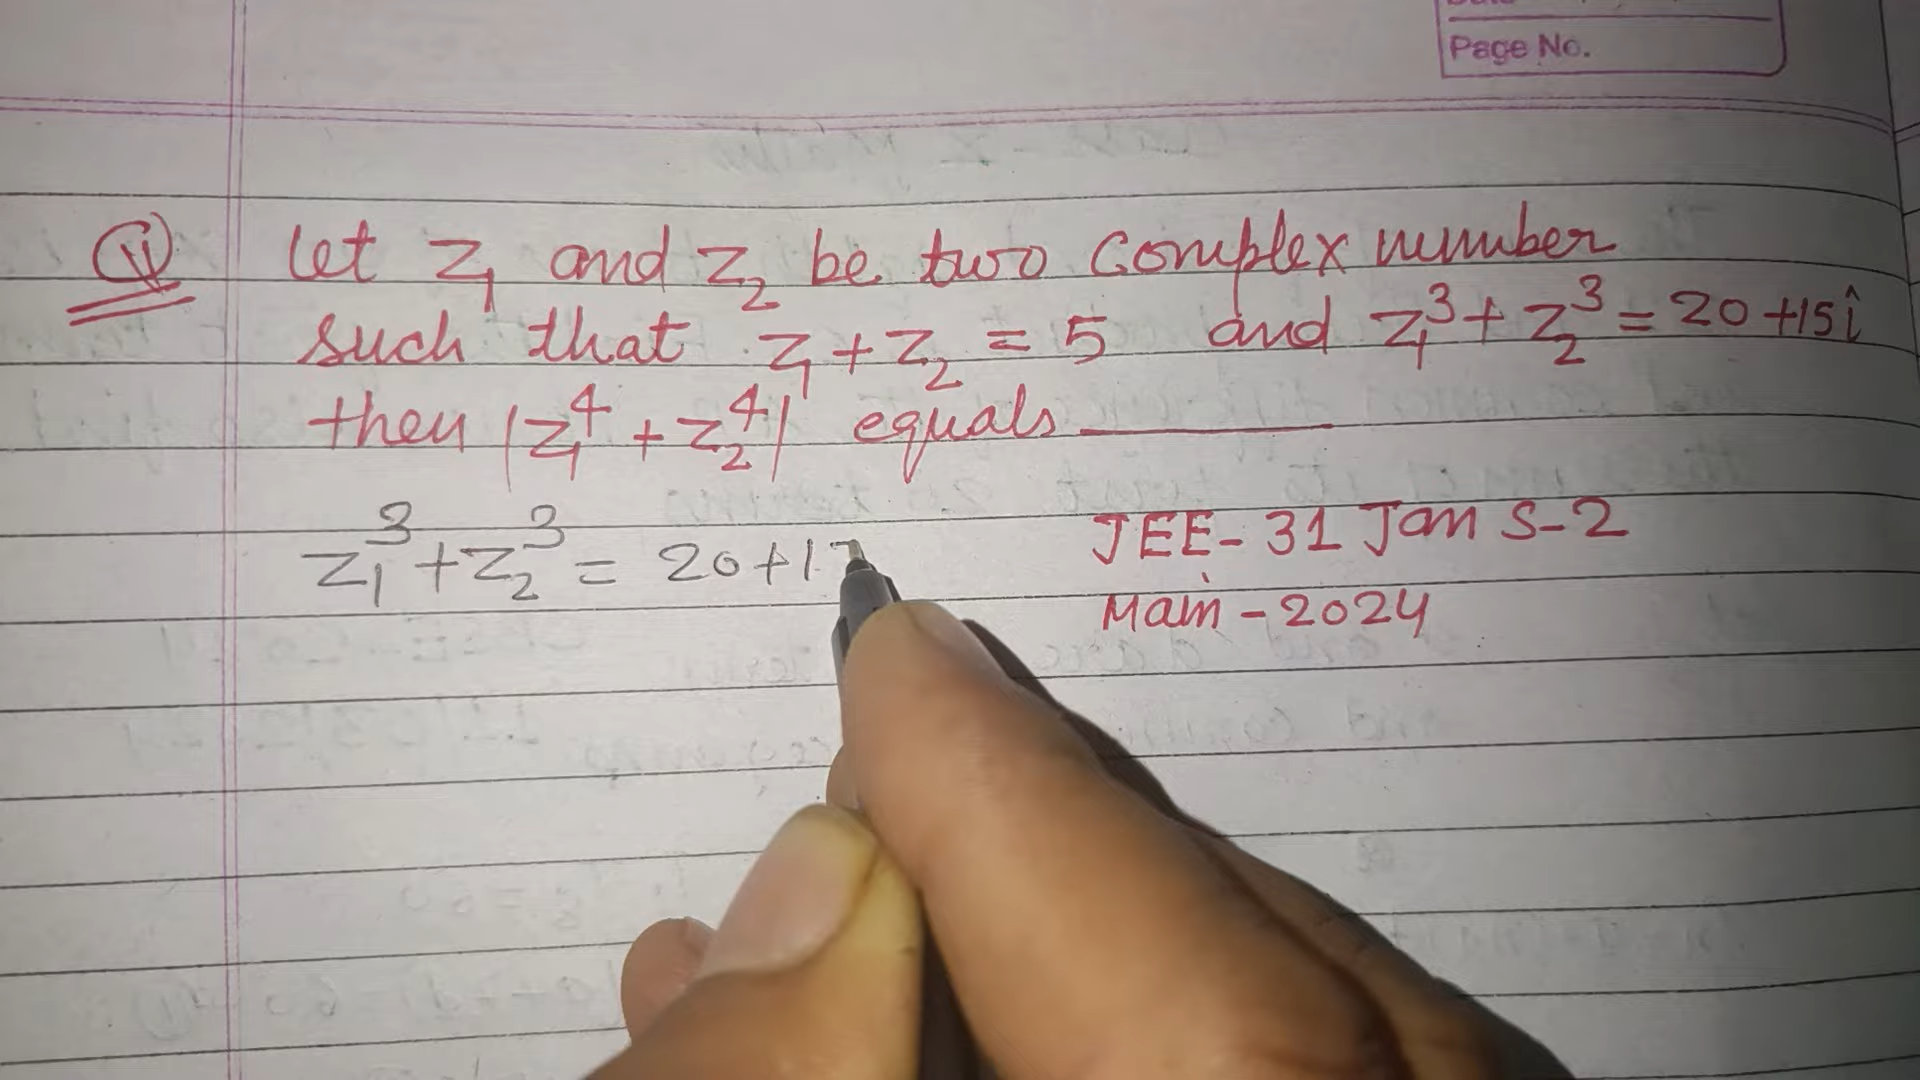 Page No.
Q let z₁ and z₂ be two complex number
such that z₁ + z₂ = 5 and z₁³ + z₂³ = 20 + 15i
then |z₁⁴ + z₂⁴| equals ______
z₁³ + z₂³ = 20 + 1
JEE - 31 Jan S-2
Main - 2024